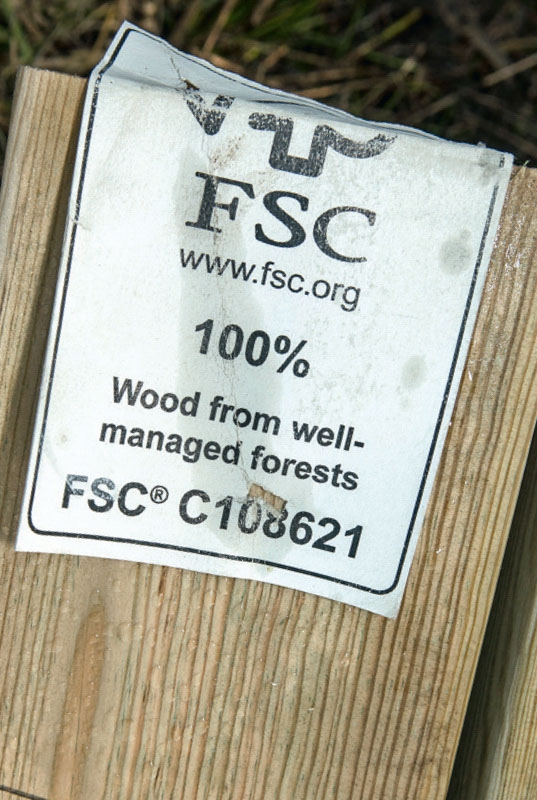 FSC
www.fsc.org
100%
Wood from well-
managed forests
FSC® C108621